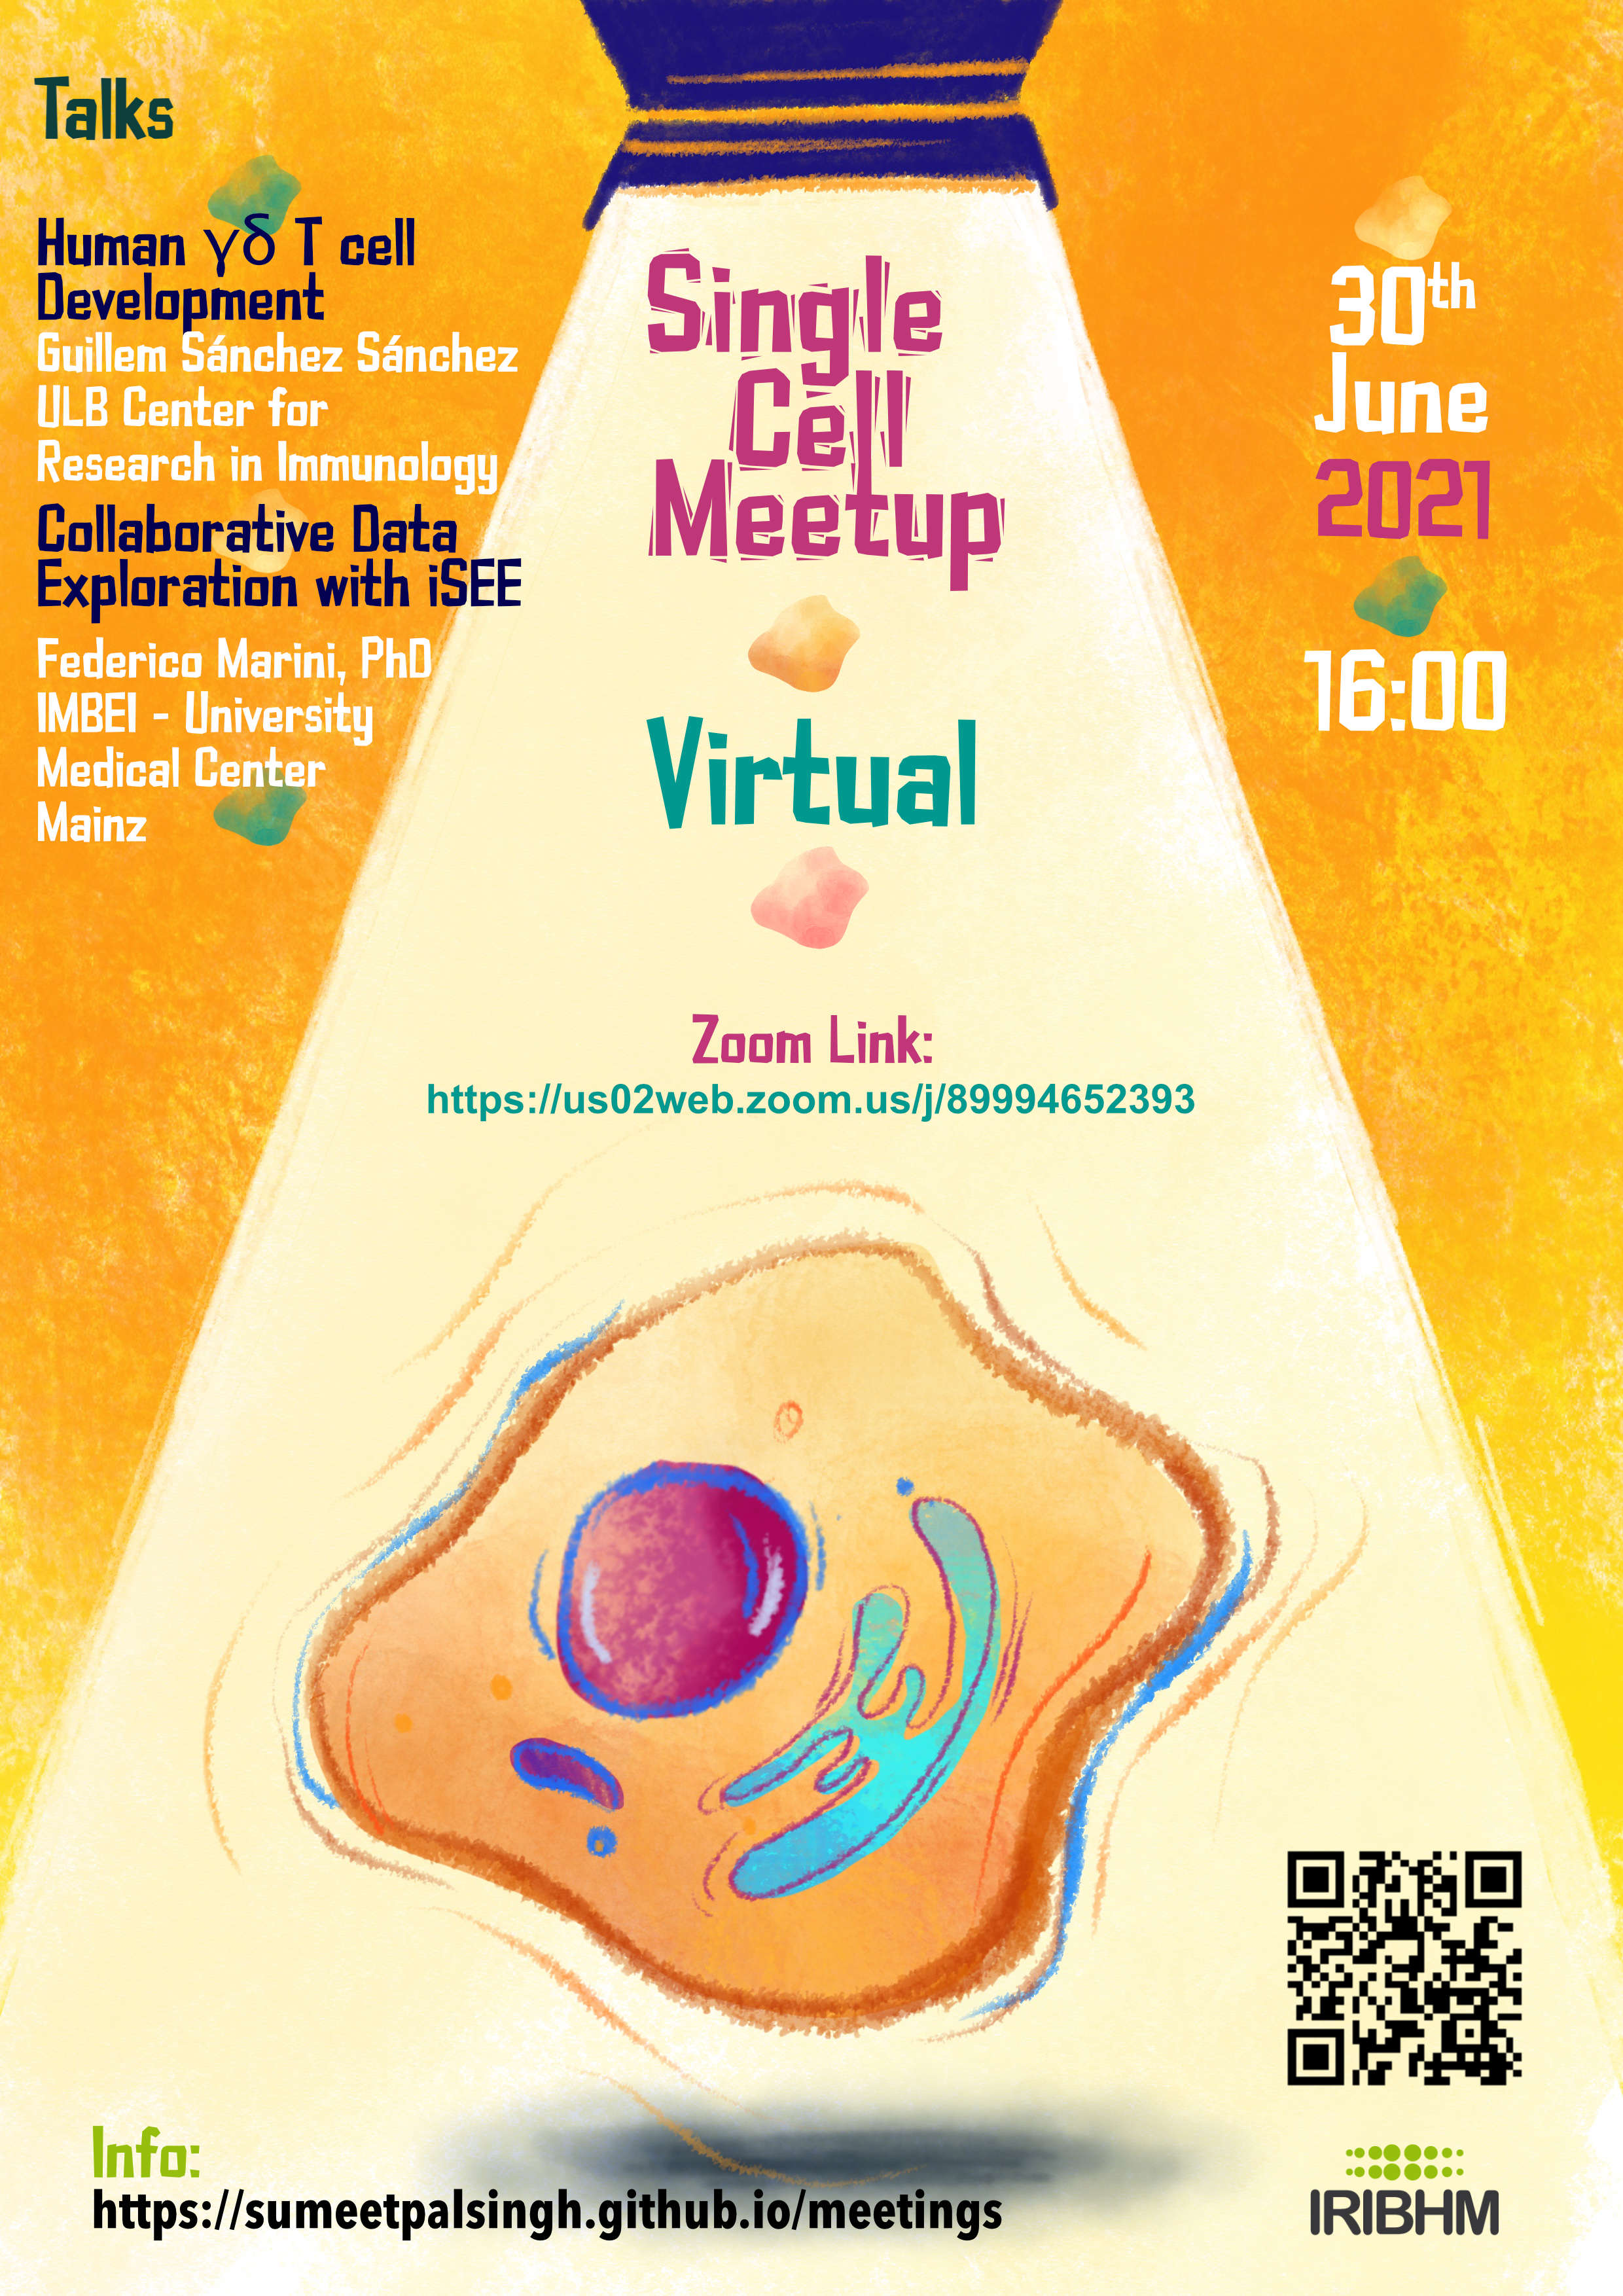 Talks
Human γδ T cell
Development
Guillem Sánchez Sánchez
ULB Center for
Research in Immunology
Collaborative Data
Exploration with iSEE
Federico Marini, PhD
IMBEI - University
Medical Center
Mainz
Single
Cell
Meetup
Virtual
Zoom Link:
https://us02web.zoom.us/j/89994652393
30th
June
2021
16:00
Info:
https://sumeetpalsingh.github.io/meetings
IRIBHM